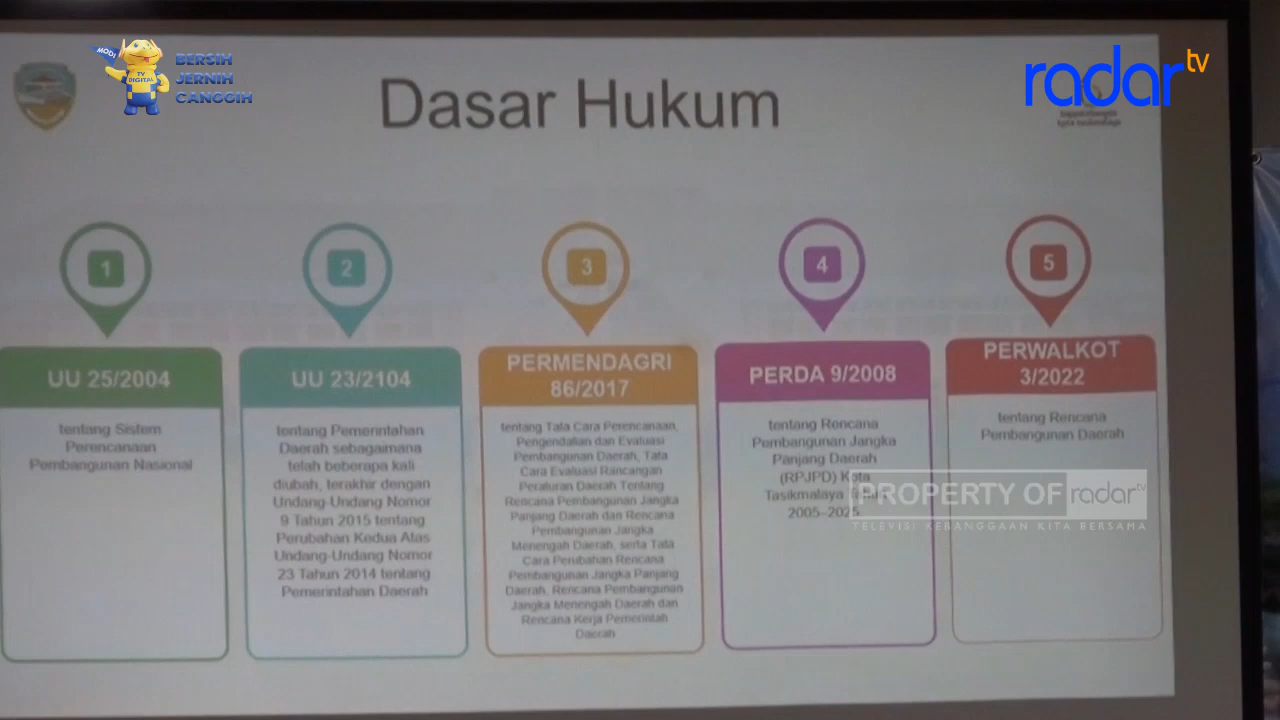 MODI
TV
DIGITAL
BERSIH
JERNIH
CANGGIH
radar tv
Dasar Hukum
1
UU 25/2004
tentang Sistem
Perencanaan
Pembangunan Nasional
2
UU 23/2104
tentang Pemerintahan
Daerah sebagaimana
telah beberapa kali
diubah, terakhir dengan
Undang-Undang Nomor
9 Tahun 2015 tentang
Perubahan Kedua Atas
Undang-Undang Nomor
23 Tahun 2014 tentang
Pemerintahan Daerah
3
PERMENDAGRI
86/2017
tentang Tata Cara Perencanaan,
Pengendalian dan Evaluasi
Pembangunan Daerah, Tata
Cara Evaluasi Rancangan
Peraturan Daerah Tentang
Rencana Pembangunan Jangka
Panjang Daerah dan Rencana
Pembangunan Jangka
Menengah Daerah, serta Tata
Cara Perubahan Rencana
Pembangunan Jangka Panjang
Daerah, Rencana Pembangunan
Jangka Menengah Daerah dan
Rencana Kerja Pemerintah
Daerah
4
PERDA 9/2008
tentang Rencana
Pembangunan Jangka
Panjang Daerah
(RPJPD) Kota
Tasikmalaya
2005–2025
5
PERWALKOT
3/2022
tentang Rencana
Pembangunan Daerah
PROPERTY OF radar tv
TELEVISI KEBANGGAAN KITA BERSAMA